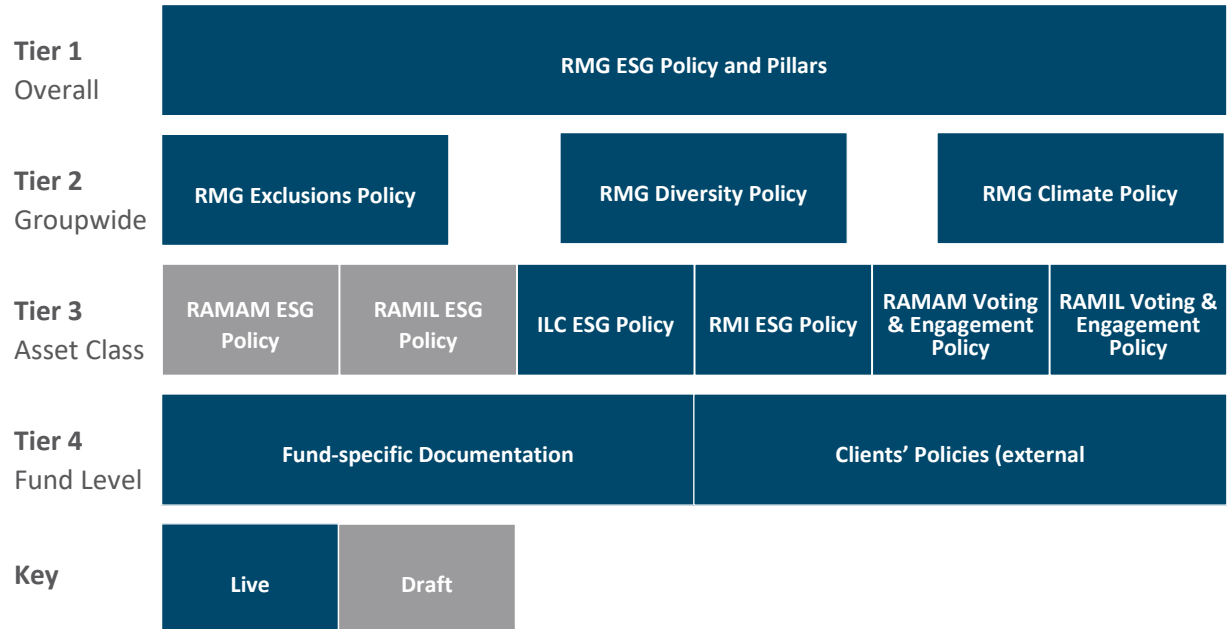 Tier 1
Overall
RMG ESG Policy and Pillars
Tier 2
Groupwide
RMG Exclusions Policy
RMG Diversity Policy
RMG Climate Policy
Tier 3
Asset Class
RAMAM ESG
Policy
RAMIL ESG
Policy
ILC ESG Policy
RMI ESG Policy
RAMAM Voting
& Engagement
Policy
RAMIL Voting &
Engagement
Policy
Tier 4
Fund Level
Fund-specific Documentation
Clients’ Policies (external
Key
Live
Draft